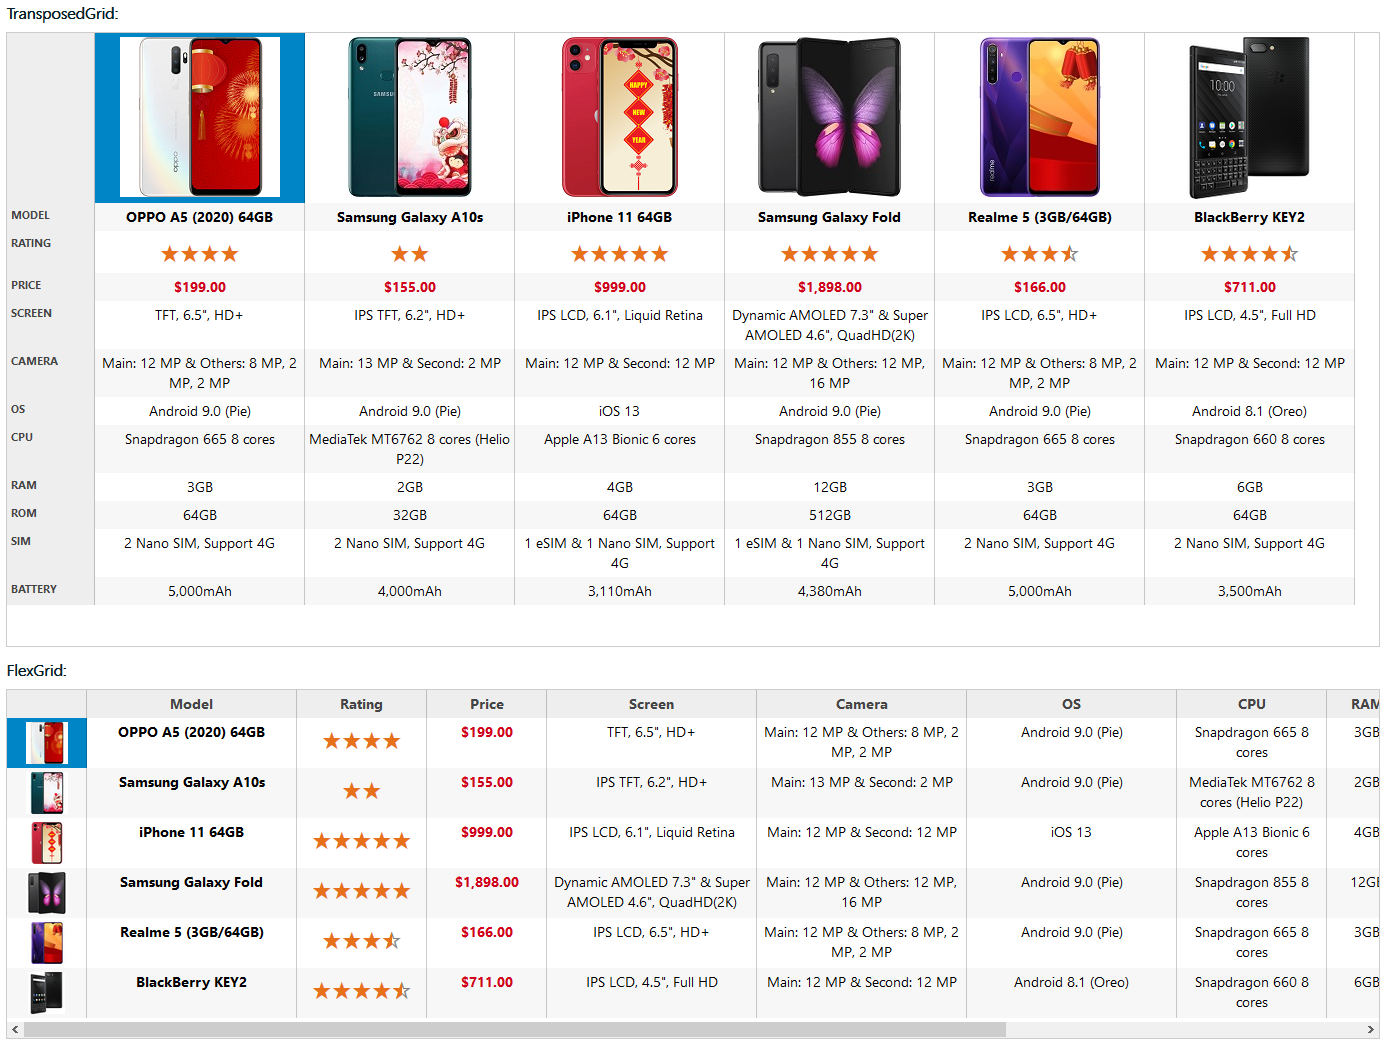 TransposedGrid:
oppo
SAMSUNG
HAPPY
NEW
YEAR
realme
10:00
MODEL OPPO A5 (2020) 64GB Samsung Galaxy A10s iPhone 11 64GB Samsung Galaxy Fold Realme 5 (3GB/64GB) BlackBerry KEY2
RATING
PRICE $199.00 $155.00 $999.00 $1,898.00 $166.00 $711.00
SCREEN TFT, 6.5", HD+ IPS TFT, 6.2", HD+ IPS LCD, 6.1", Liquid Retina Dynamic AMOLED 7.3" & Super IPS LCD, 6.5", HD+ IPS LCD, 4.5", Full HD
AMOLED 4.6", QuadHD(2K)
CAMERA Main: 12 MP & Others: 8 MP, 2 Main: 13 MP & Second: 2 MP Main: 12 MP & Second: 12 MP Main: 12 MP & Others: 12 MP, Main: 12 MP & Others: 8 MP, 2 Main: 12 MP & Second: 12 MP
MP, 2 MP 16 MP MP, 2 MP
OS Android 9.0 (Pie) Android 9.0 (Pie) iOS 13 Android 9.0 (Pie) Android 9.0 (Pie) Android 8.1 (Oreo)
CPU Snapdragon 665 8 cores MediaTek MT6762 8 cores (Helio Apple A13 Bionic 6 cores Snapdragon 855 8 cores Snapdragon 665 8 cores Snapdragon 660 8 cores
P22)
RAM 3GB 2GB 4GB 12GB 3GB 6GB
ROM 64GB 32GB 64GB 512GB 64GB 64GB
SIM 2 Nano SIM, Support 4G 2 Nano SIM, Support 4G 1 eSIM & 1 Nano SIM, Support 1 eSIM & 1 Nano SIM, Support 2 Nano SIM, Support 4G 2 Nano SIM, Support 4G
4G 4G
BATTERY 5,000mAh 4,000mAh 3,110mAh 4,380mAh 5,000mAh 3,500mAh
FlexGrid:
Model Rating Price Screen Camera OS CPU RAM
OPPO A5 (2020) 64GB $199.00 TFT, 6.5", HD+ Main: 12 MP & Others: 8 MP, 2 Android 9.0 (Pie) Snapdragon 665 8 3GB
MP, 2 MP cores
Samsung Galaxy A10s $155.00 IPS TFT, 6.2", HD+ Main: 13 MP & Second: 2 MP Android 9.0 (Pie) MediaTek MT6762 8 2GB
cores (Helio P22)
iPhone 11 64GB $999.00 IPS LCD, 6.1", Liquid Retina Main: 12 MP & Second: 12 MP iOS 13 Apple A13 Bionic 6 4GB
cores
Samsung Galaxy Fold $1,898.00 Dynamic AMOLED 7.3" & Super Main: 12 MP & Others: 12 MP, Android 9.0 (Pie) Snapdragon 855 8 12GB
AMOLED 4.6", QuadHD(2K) 16 MP cores
Realme 5 (3GB/64GB) $166.00 IPS LCD, 6.5", HD+ Main: 12 MP & Others: 8 MP, 2 Android 9.0 (Pie) Snapdragon 665 8 3GB
MP, 2 MP cores
BlackBerry KEY2 $711.00 IPS LCD, 4.5", Full HD Main: 12 MP & Second: 12 MP Android 8.1 (Oreo) Snapdragon 660 8 6GB
cores